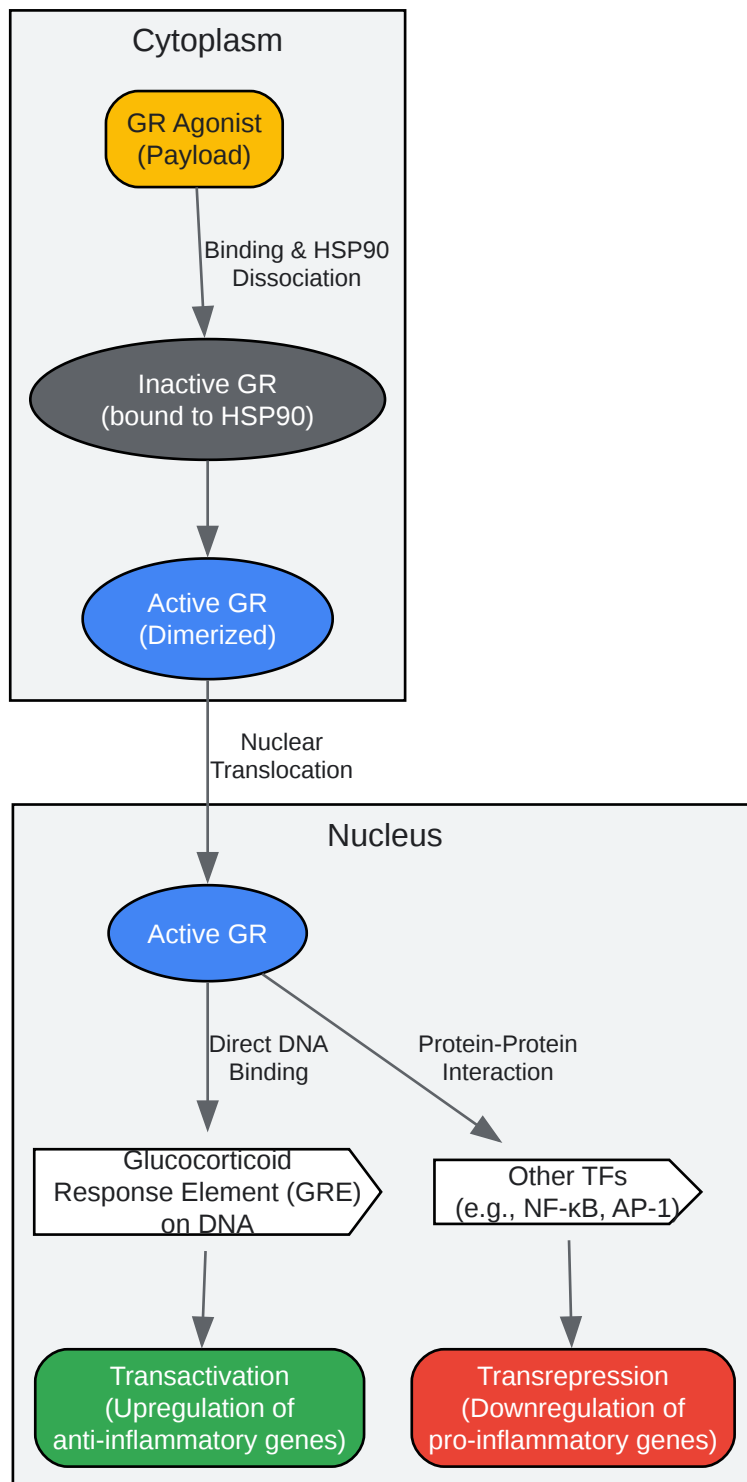 Cytoplasm
GR Agonist
(Payload)
Binding & HSP90
Dissociation
Inactive GR
(bound to HSP90)
Active GR
(Dimerized)
Nuclear
Translocation
Nucleus
Active GR
Direct DNA
Binding
Protein-Protein
Interaction
Glucocorticoid
Response Element (GRE)
on DNA
Other TFs
(e.g., NF-κB, AP-1)
Transactivation
(Upregulation of
anti-inflammatory genes)
Transrepression
(Downregulation of
pro-inflammatory genes)